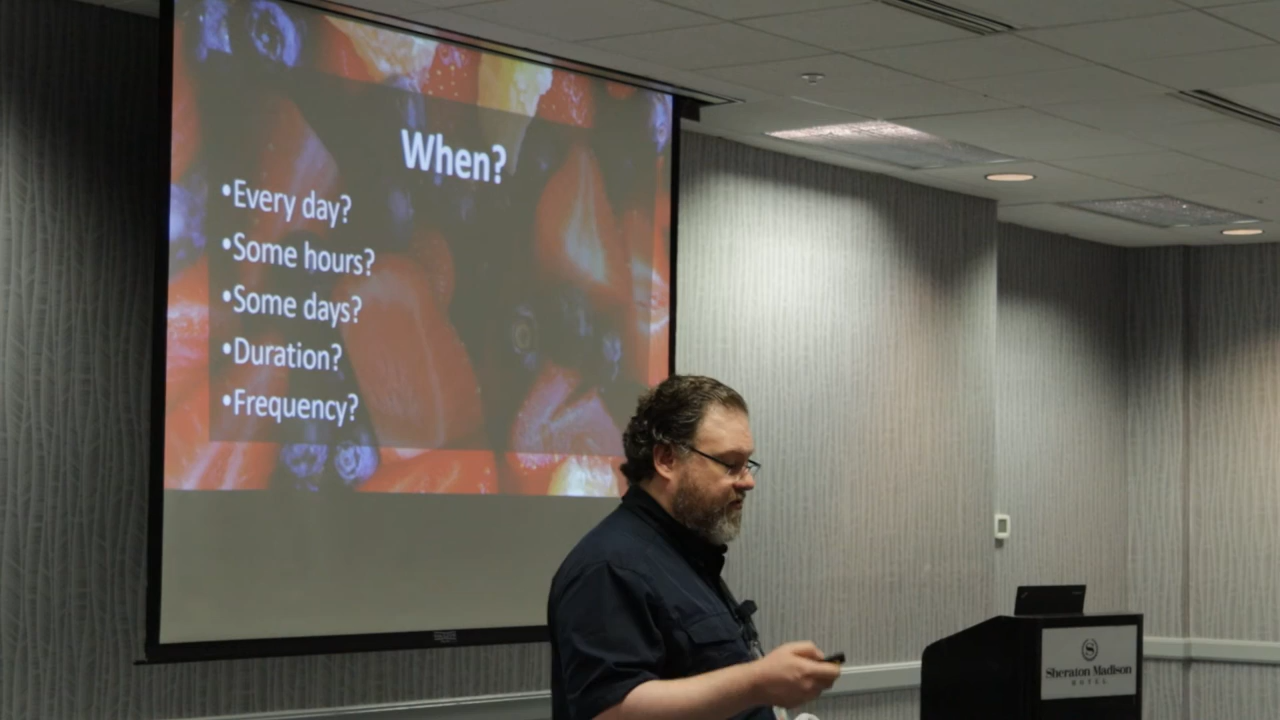 When?
•Every day?
•Some hours?
•Some days?
•Duration?
•Frequency?
S
Sheraton Madison
HOTEL